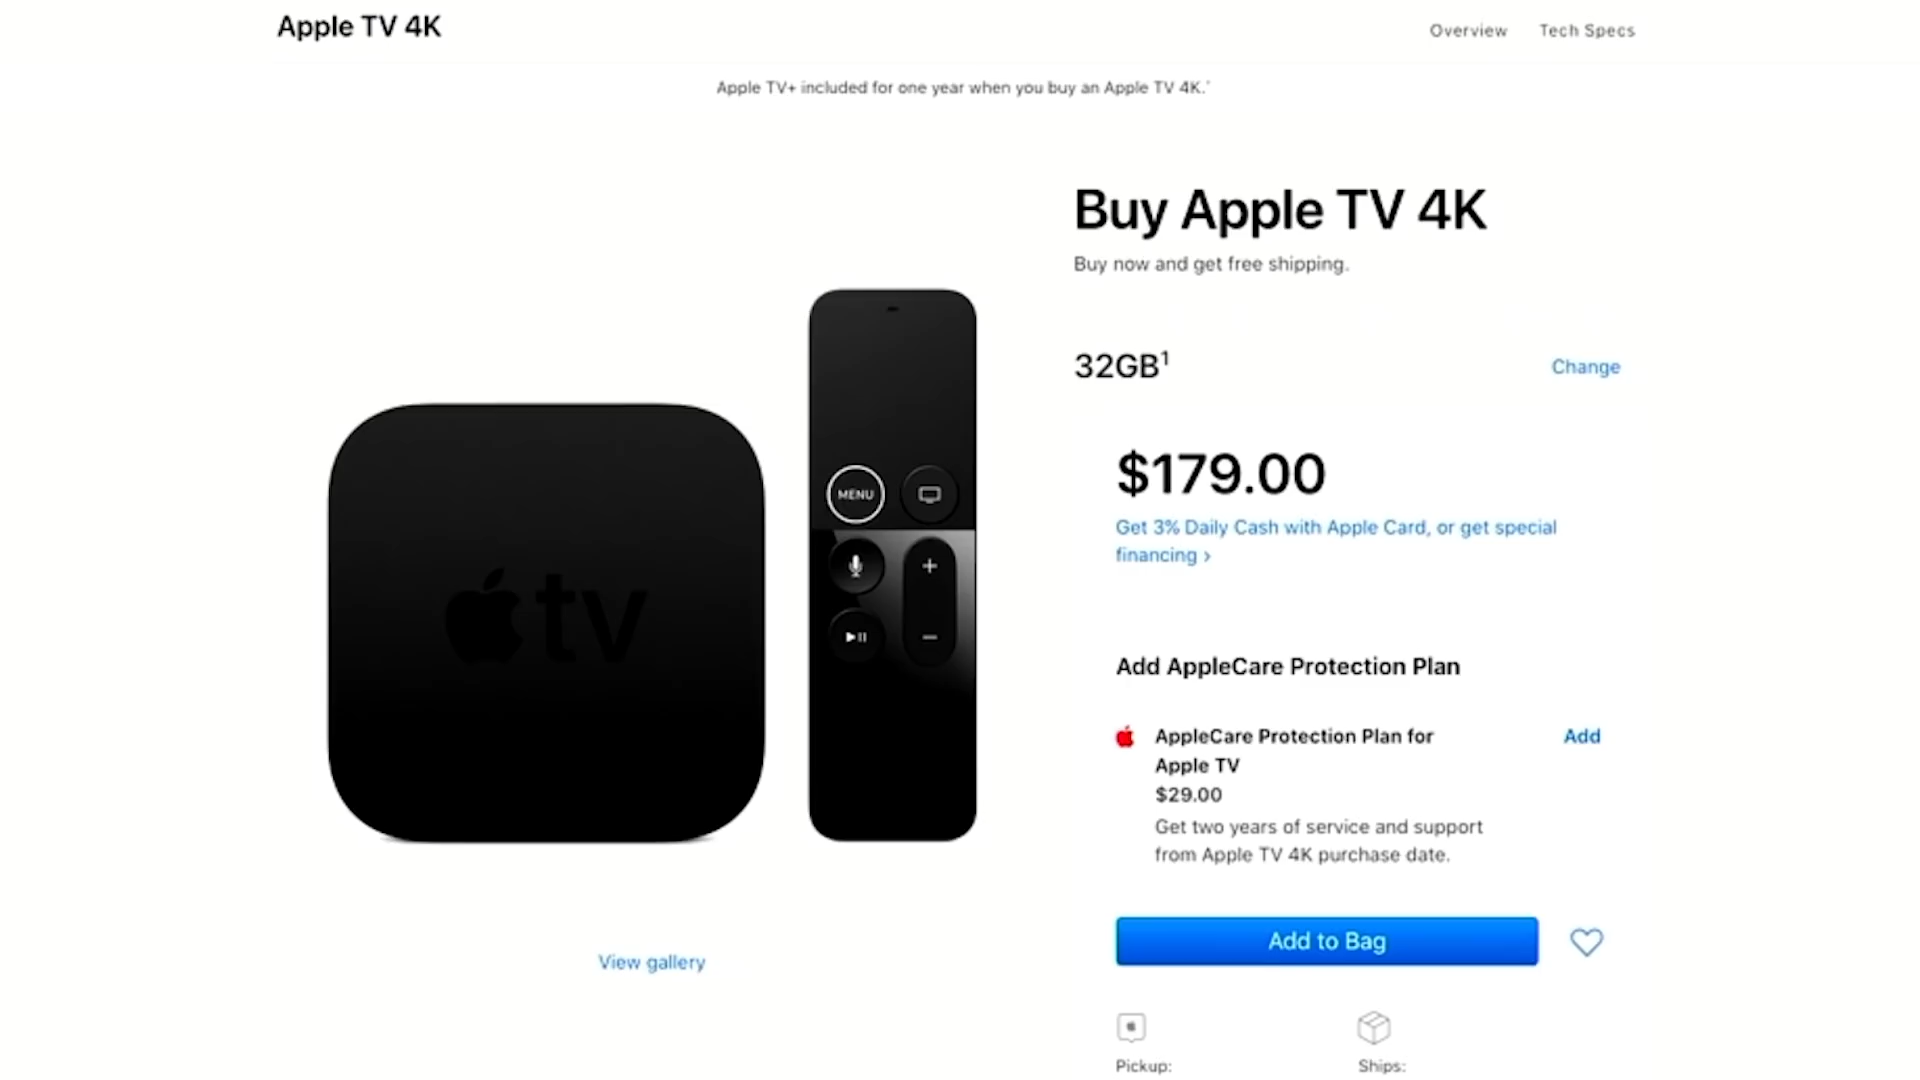 Apple TV 4K
Overview Tech Specs
Apple TV+ included for one year when you buy an Apple TV 4K.*
Buy Apple TV 4K
Buy now and get free shipping.
32GB¹ Change
$179.00
Get 3% Daily Cash with Apple Card, or get special
financing ›
MENU
tv
Add AppleCare Protection Plan
AppleCare Protection Plan for Add
Apple TV
$29.00
Get two years of service and support
from Apple TV 4K purchase date.
Add to Bag
View gallery
Pickup: Ships: